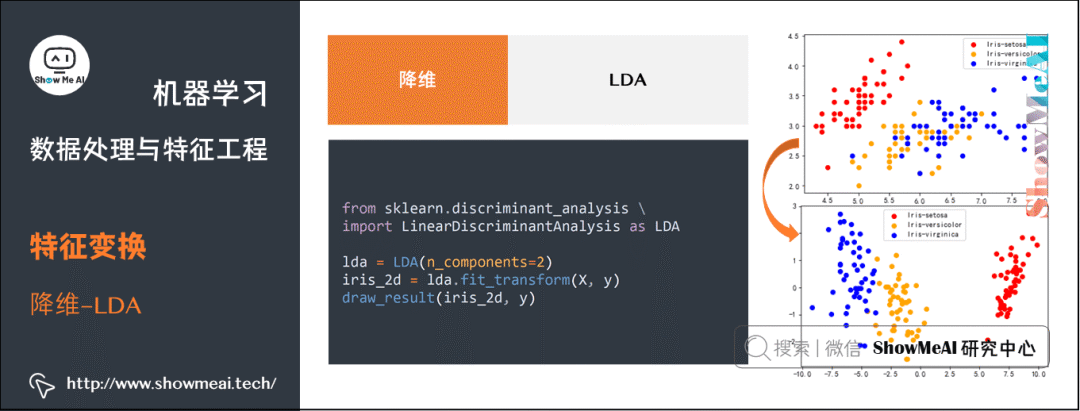 Show Me AI
机器学习
数据处理与特征工程
特征变换
降维-LDA
http://www.showmeai.tech/
降维
LDA
from sklearn.discriminant_analysis \
import LinearDiscriminantAnalysis as LDA
lda = LDA(n_components=2)
iris_2d = lda.fit_transform(X, y)
draw_result(iris_2d, y)
4.5
4.0
3.5
3.0
2.5
2.0
4.5 5.0 5.5 6.0 6.5 7.0 7.5
Iris-setosa
Iris-versicolor
Iris-virginica
3
2
1
0
-1
-2
-10.0 -7.5 -5.0 -2.5 0.0 2.5 5.0 7.5 10.0
Iris-setosa
Iris-versicolor
Iris-virginica
搜索 | 微信 ShowMeAI 研究中心